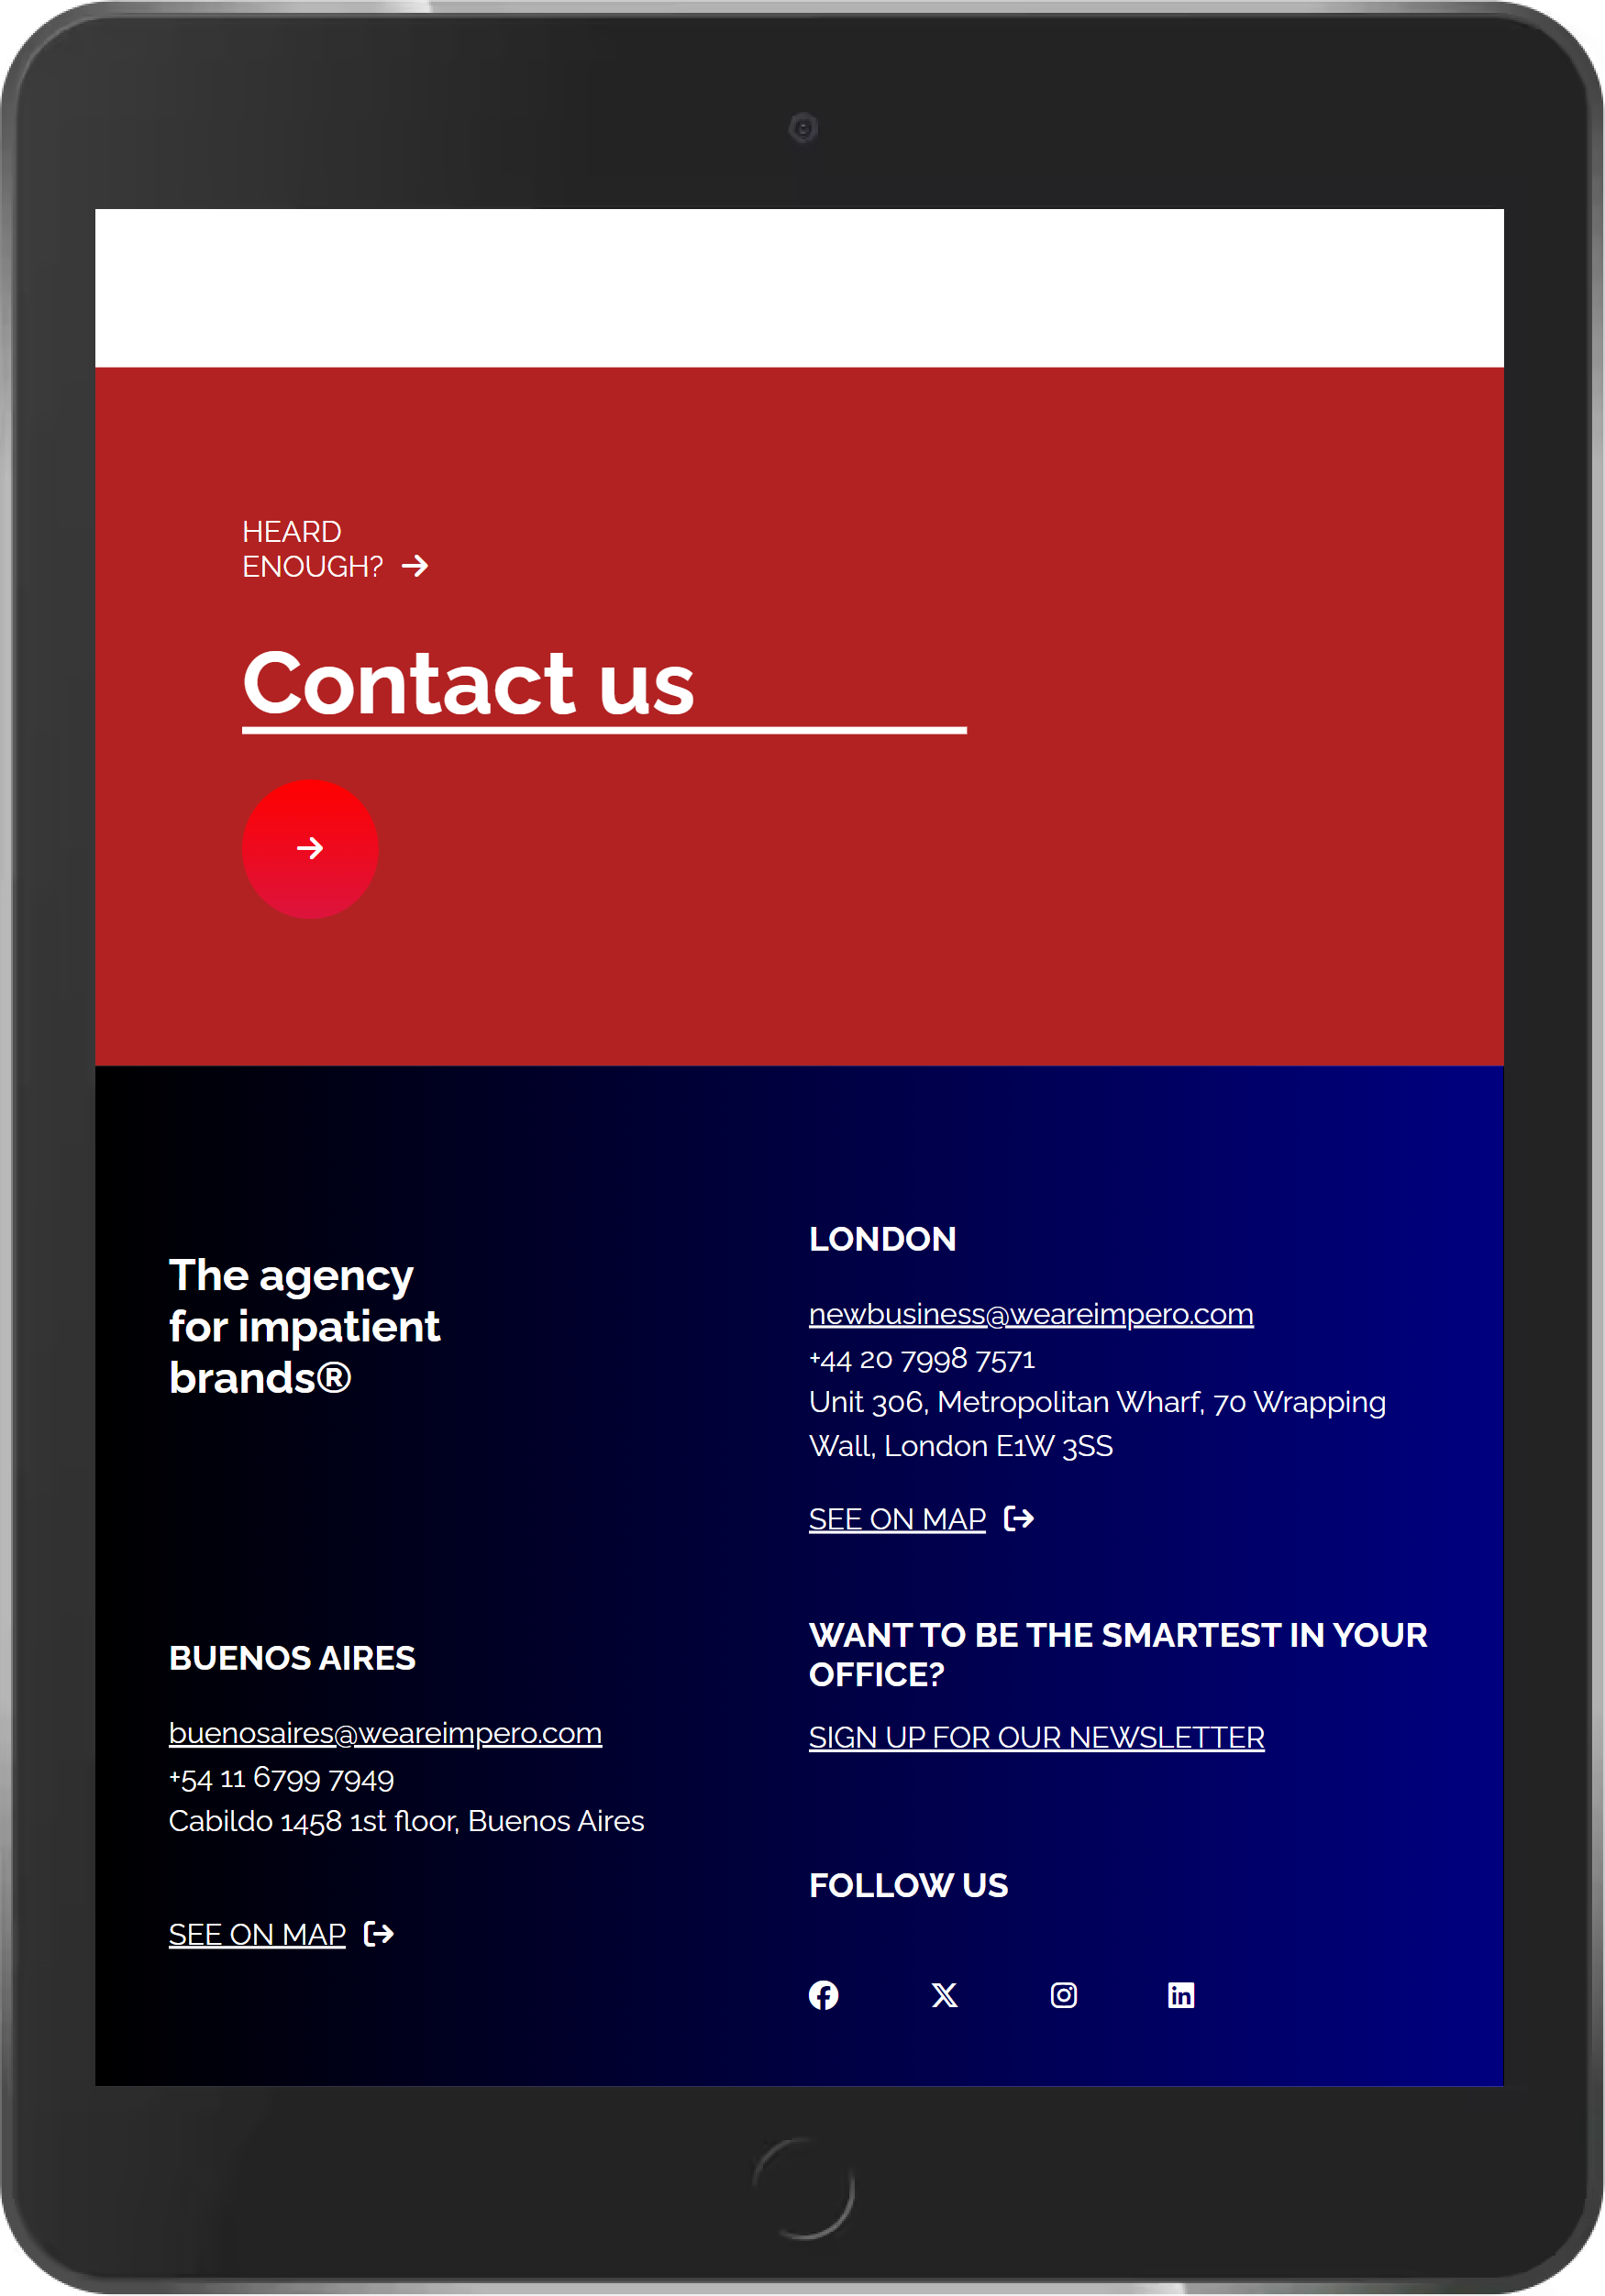 HEARD
ENOUGH?
Contact us
The agency
for impatient
brands®
LONDON
newbusiness@weareimpero.com
+44 20 7998 7571
Unit 306, Metropolitan Wharf, 70 Wrapping
Wall, London E1W 3SS
SEE ON MAP
BUENOS AIRES
buenosaires@weareimpero.com
+54 11 6799 7949
Cabildo 1458 1st floor, Buenos Aires
SEE ON MAP
WANT TO BE THE SMARTEST IN YOUR
OFFICE?
SIGN UP FOR OUR NEWSLETTER
FOLLOW US